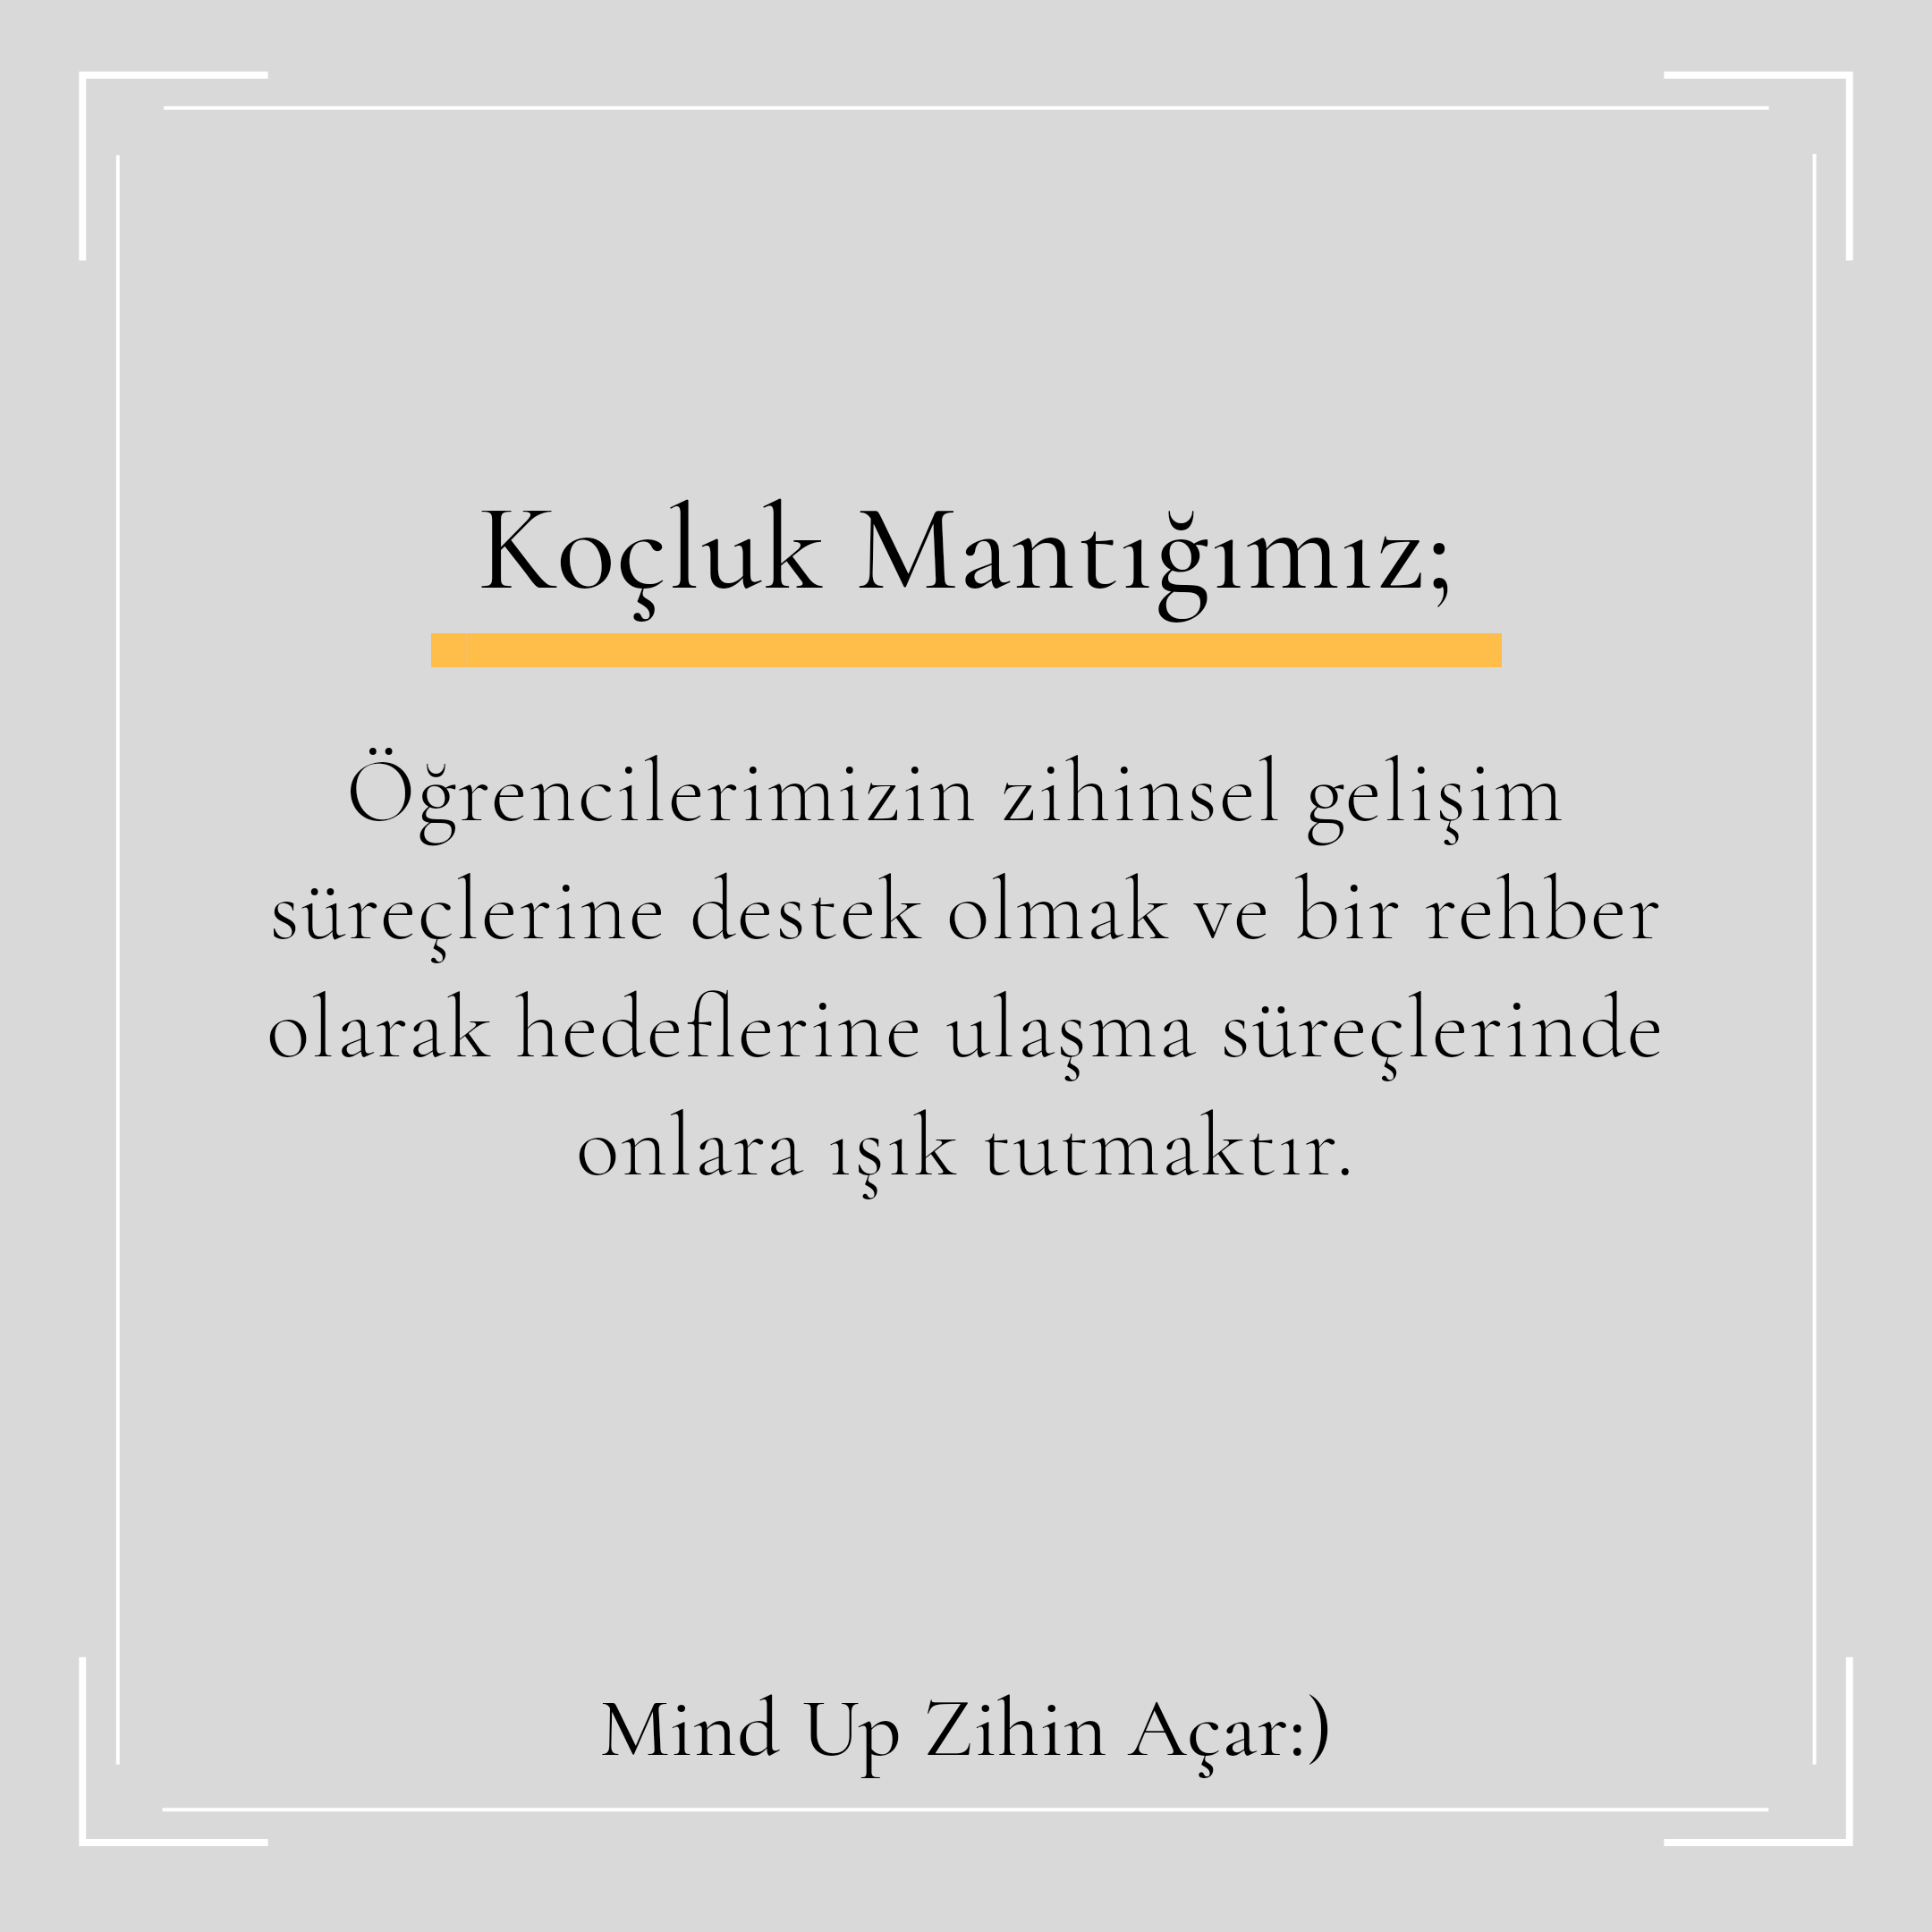 Koçluk Mantığımız;
Öğrencilerimizin zihinsel gelişim
süreçlerine destek olmak ve bir rehber
olarak hedeflerine ulaşma süreçlerinde
onlara ışık tutmaktır.
Mind Up Zihin Açar:)